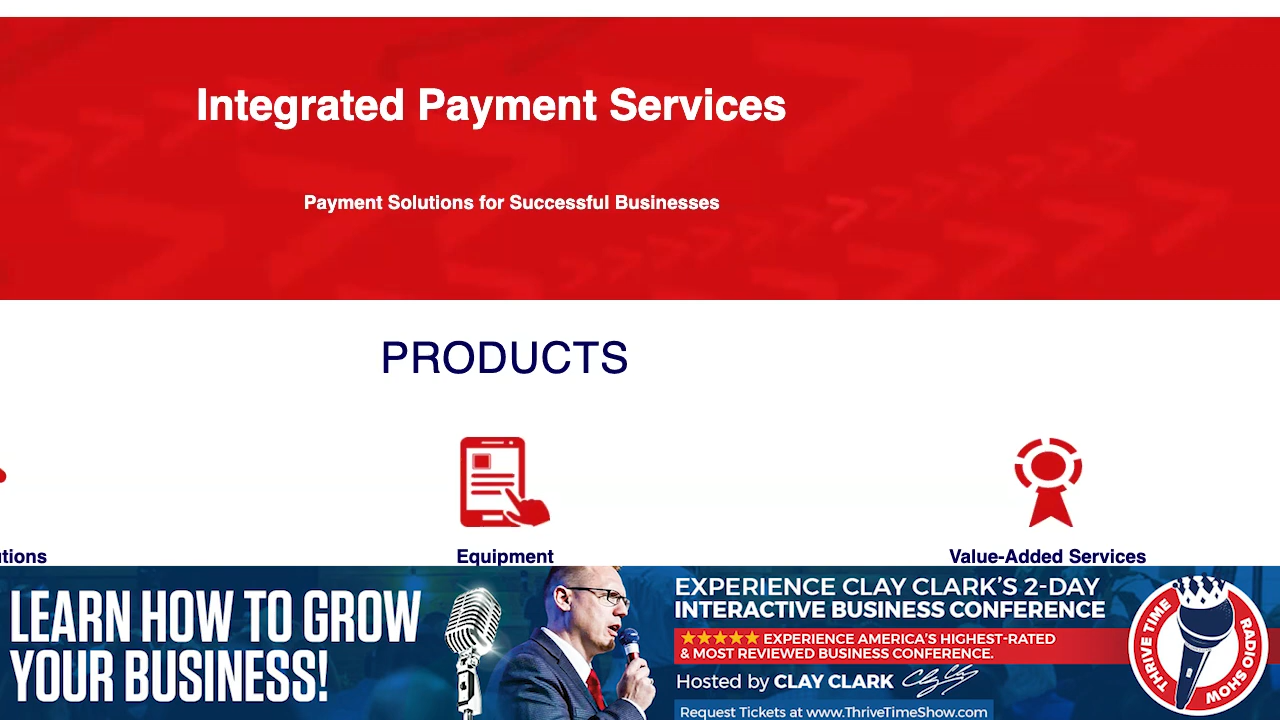 Integrated Payment Services
Payment Solutions for Successful Businesses
PRODUCTS
Equipment
Value-Added Services
LEARN HOW TO GROW
YOUR BUSINESS!
EXPERIENCE CLAY CLARK'S 2-DAY
INTERACTIVE BUSINESS CONFERENCE
EXPERIENCE AMERICA'S HIGHEST-RATED
& MOST REVIEWED BUSINESS CONFERENCE.
Hosted by CLAY CLARK
Request Tickets at www.ThriveTimeShow.com
THRIVE TIME
RADIO SHOW